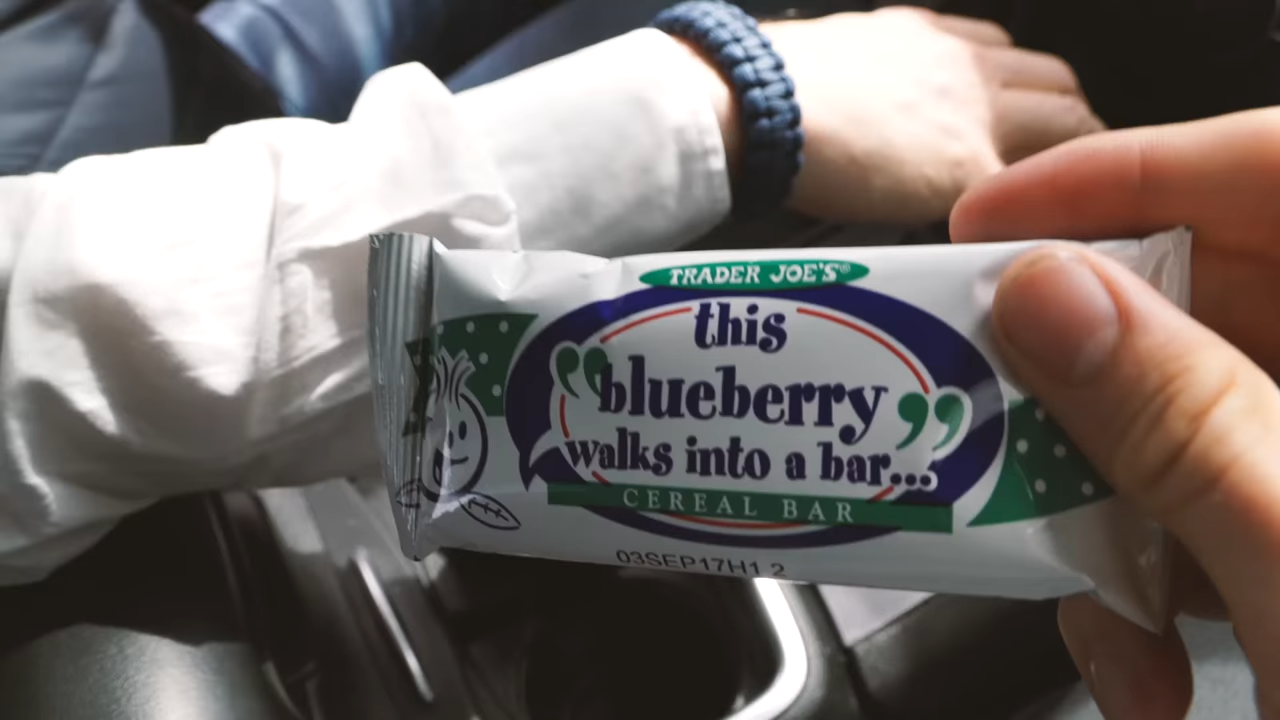 TRADER JOE'S®
this
"blueberry"
walks into a bar...
CEREAL BAR
03SEP17H1 2